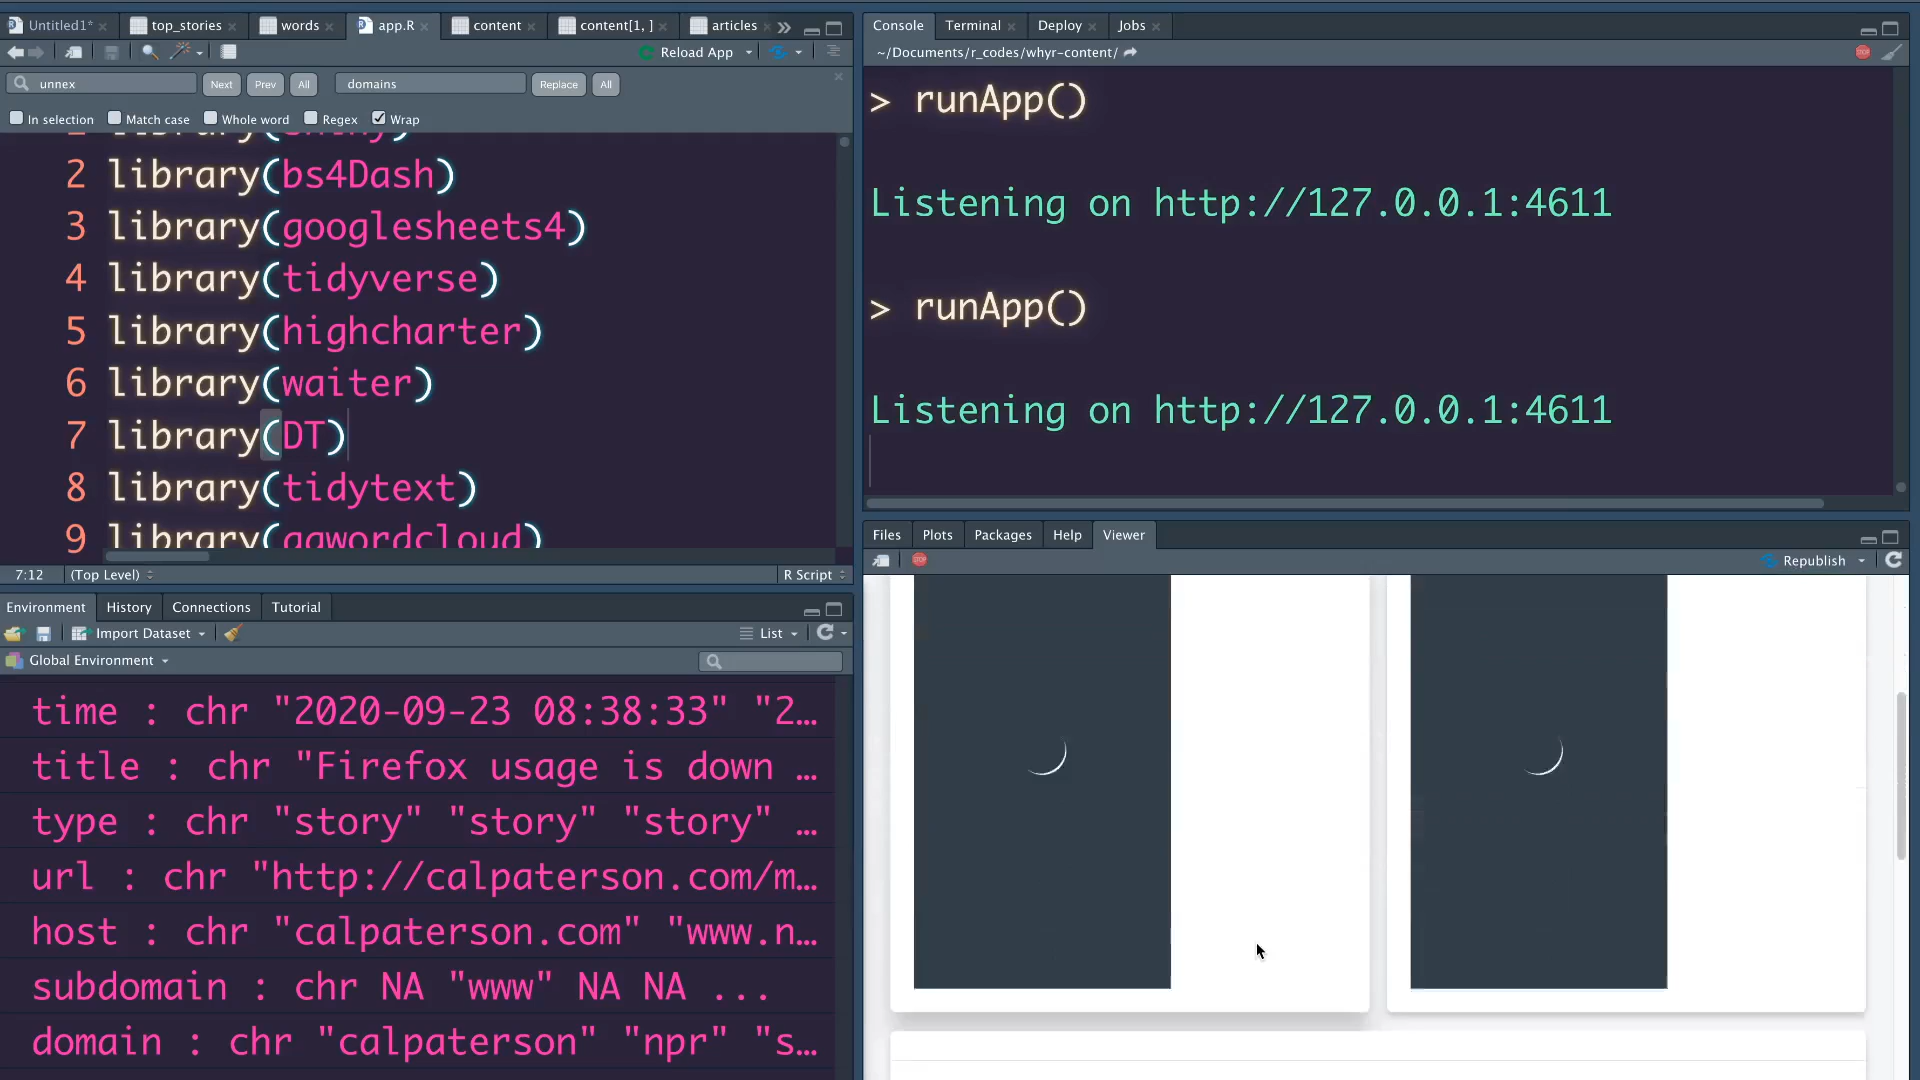 Untitled1* top_stories words app.R content content[1, ] articles
Reload App
unnex Next Prev All domains Replace All
In selection Match case Whole word Regex Wrap
2 library(bs4Dash)
3 library(googlesheets4)
4 library(tidyverse)
5 library(highcharter)
6 library(waiter)
7 library(DT)
8 library(tidytext)
9 library(ggwordcloud)
7:12 (Top Level) R Script
Environment History Connections Tutorial
Import Dataset List
Global Environment
time : chr "2020-09-23 08:38:33" "2…
title : chr "Firefox usage is down …
type : chr "story" "story" "story" …
url : chr "http://calpaterson.com/m…
host : chr "calpaterson.com" "www.n…
subdomain : chr NA "www" NA NA ...
domain : chr "calpaterson" "npr" "s…
Console Terminal Deploy Jobs
~/Documents/r_codes/whyr-content/
> runApp()
Listening on http://127.0.0.1:4611
> runApp()
Listening on http://127.0.0.1:4611
Files Plots Packages Help Viewer
Republish